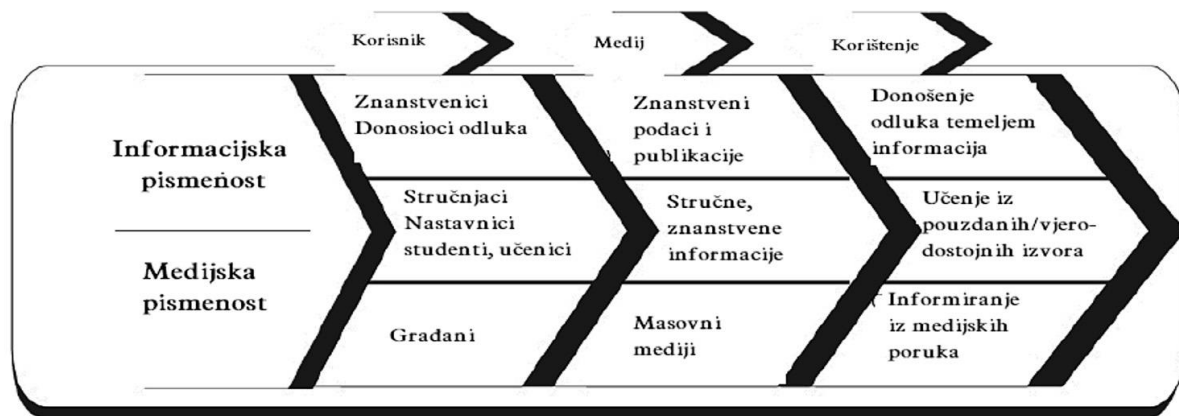 Korisnik
Medij
Korištenje
Informacijska
pismenost
Medijska
pismenost
Znanstvenici
Donosioci odluka
Znanstveni
podaci i
publikacije
Donošenje
odluka temeljem
informacija
Stručnjaci
Nastavnici
studenti, učenici
Stručne,
znanstvene
informacije
Učenje iz
pouzdanih/vjero-
dostojnih izvora
Građani
Masovni
mediji
Informiranje
iz medijskih
poruka